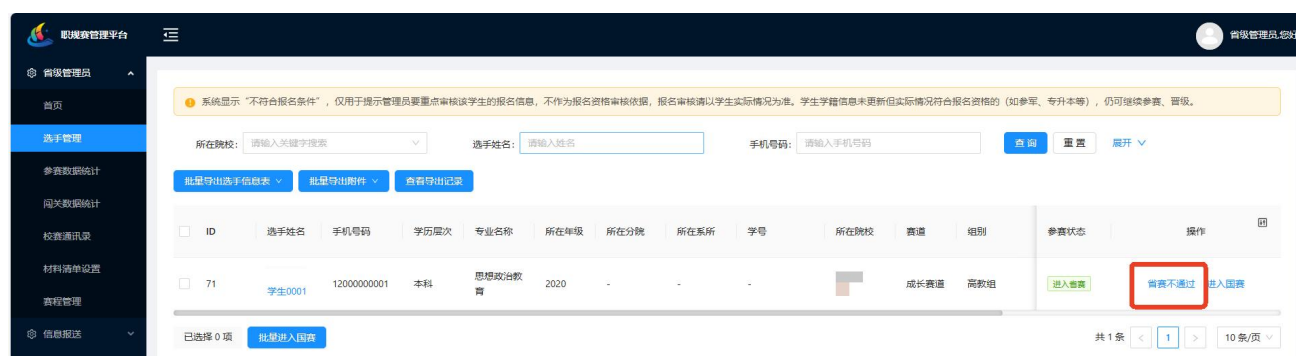 职规赛管理平台
省级管理员,您好
省级管理员
首页
选手管理
参赛数据统计
闯关数据统计
校赛通讯录
材料清单设置
赛程管理
信息报送
系统显示“不符合报名条件”，仅用于提示管理员要重点审核该学生的报名信息，不作为报名资格审核依据，报名审核请以学生实际情况为准。学生学籍信息未更新但实际情况符合报名资格的（如参军、专升本等），仍可继续参赛、晋级。
所在院校: 请输入关键字搜索 选手姓名: 请输入姓名 手机号码: 请输入手机号码 查询 重置 展开
批量导出选手信息表 批量导出附件 查看导出记录
ID 选手姓名 手机号码 学历层次 专业名称 所在年级 所在分院 所在系所 学号 所在院校 赛道 组别 参赛状态 操作
71 学生0001 12000000001 本科 思想政治教育 2020 - - - 成长赛道 高教组 进入省赛 省赛不通过 进入国赛
已选择 0 项 批量进入国赛 共 1 条 < 1 > 10 条/页